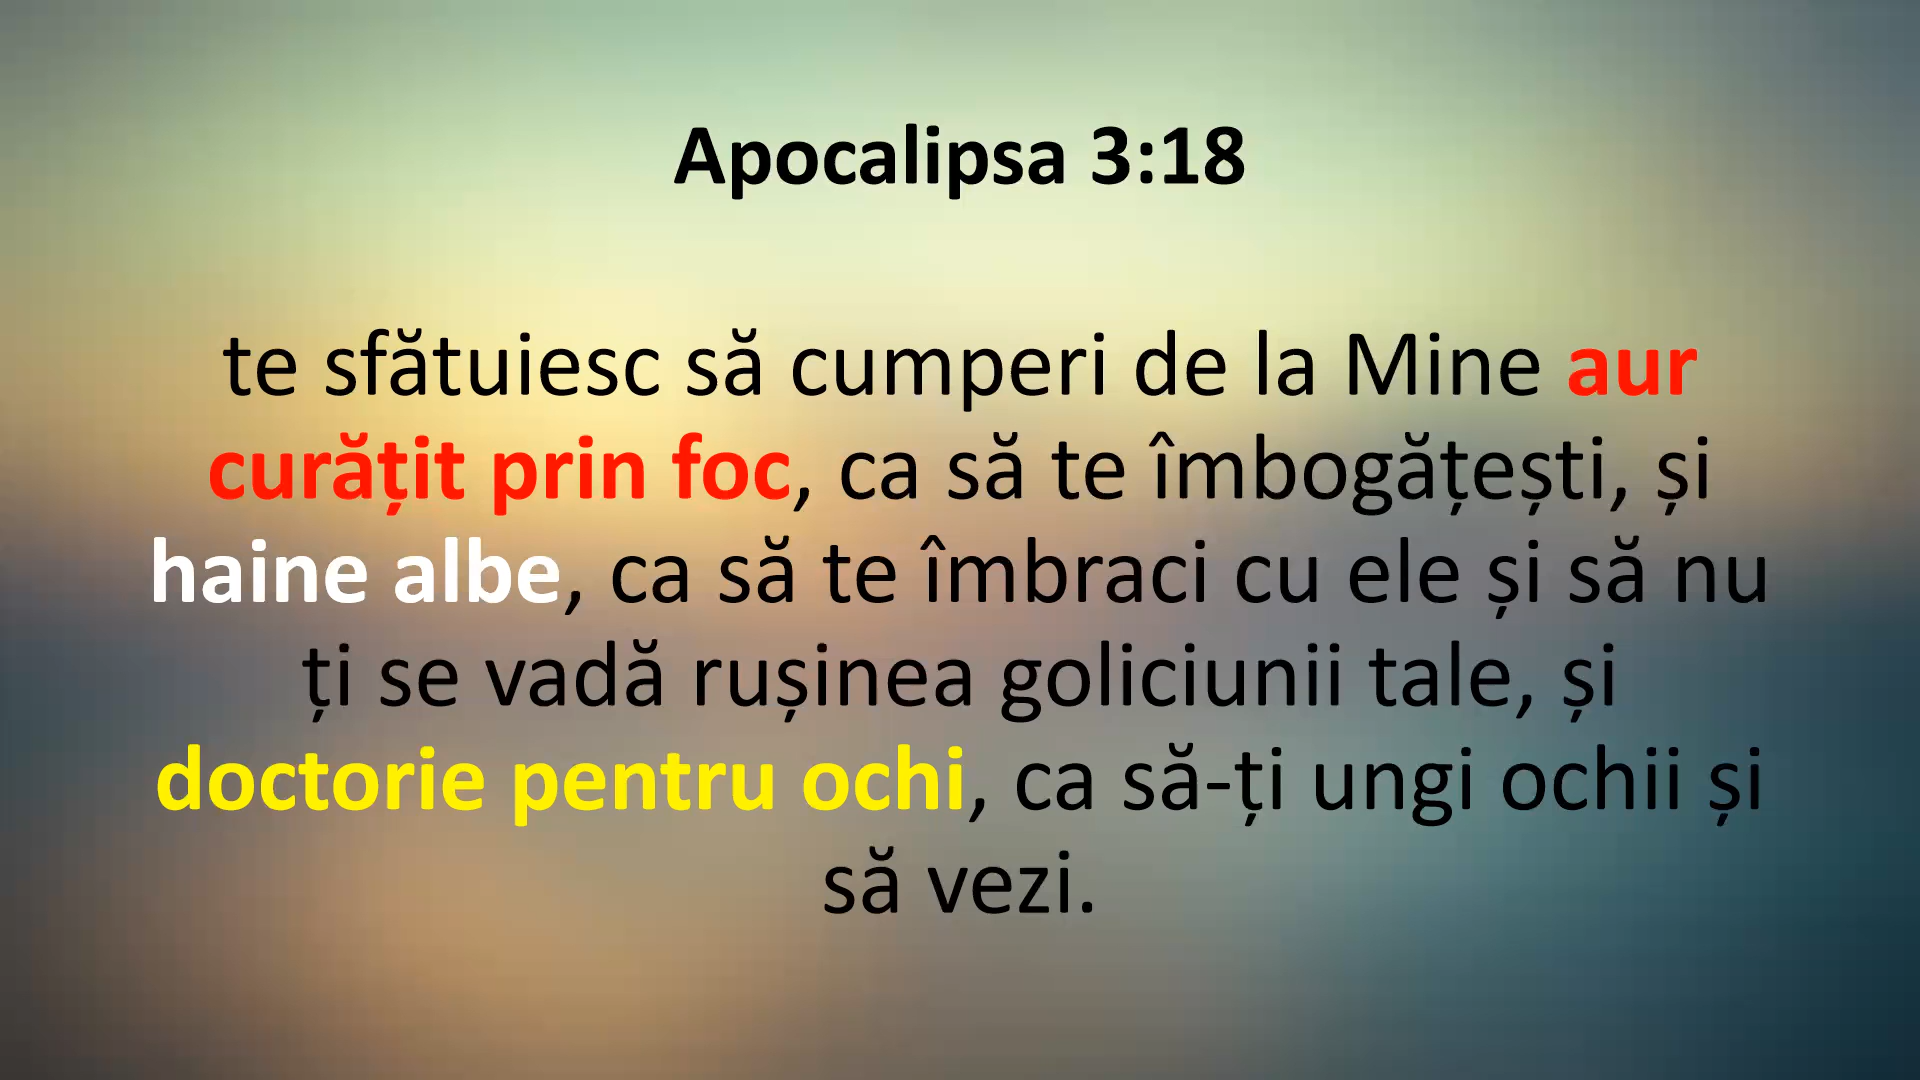 Apocalipsa 3:18
te sfătuiesc să cumperi de la Mine aur
curățit prin foc, ca să te îmbogățești, și
haine albe, ca să te îmbraci cu ele și să nu
ți se vadă rușinea goliciunii tale, și
doctorie pentru ochi, ca să-ți ungi ochii și
să vezi.